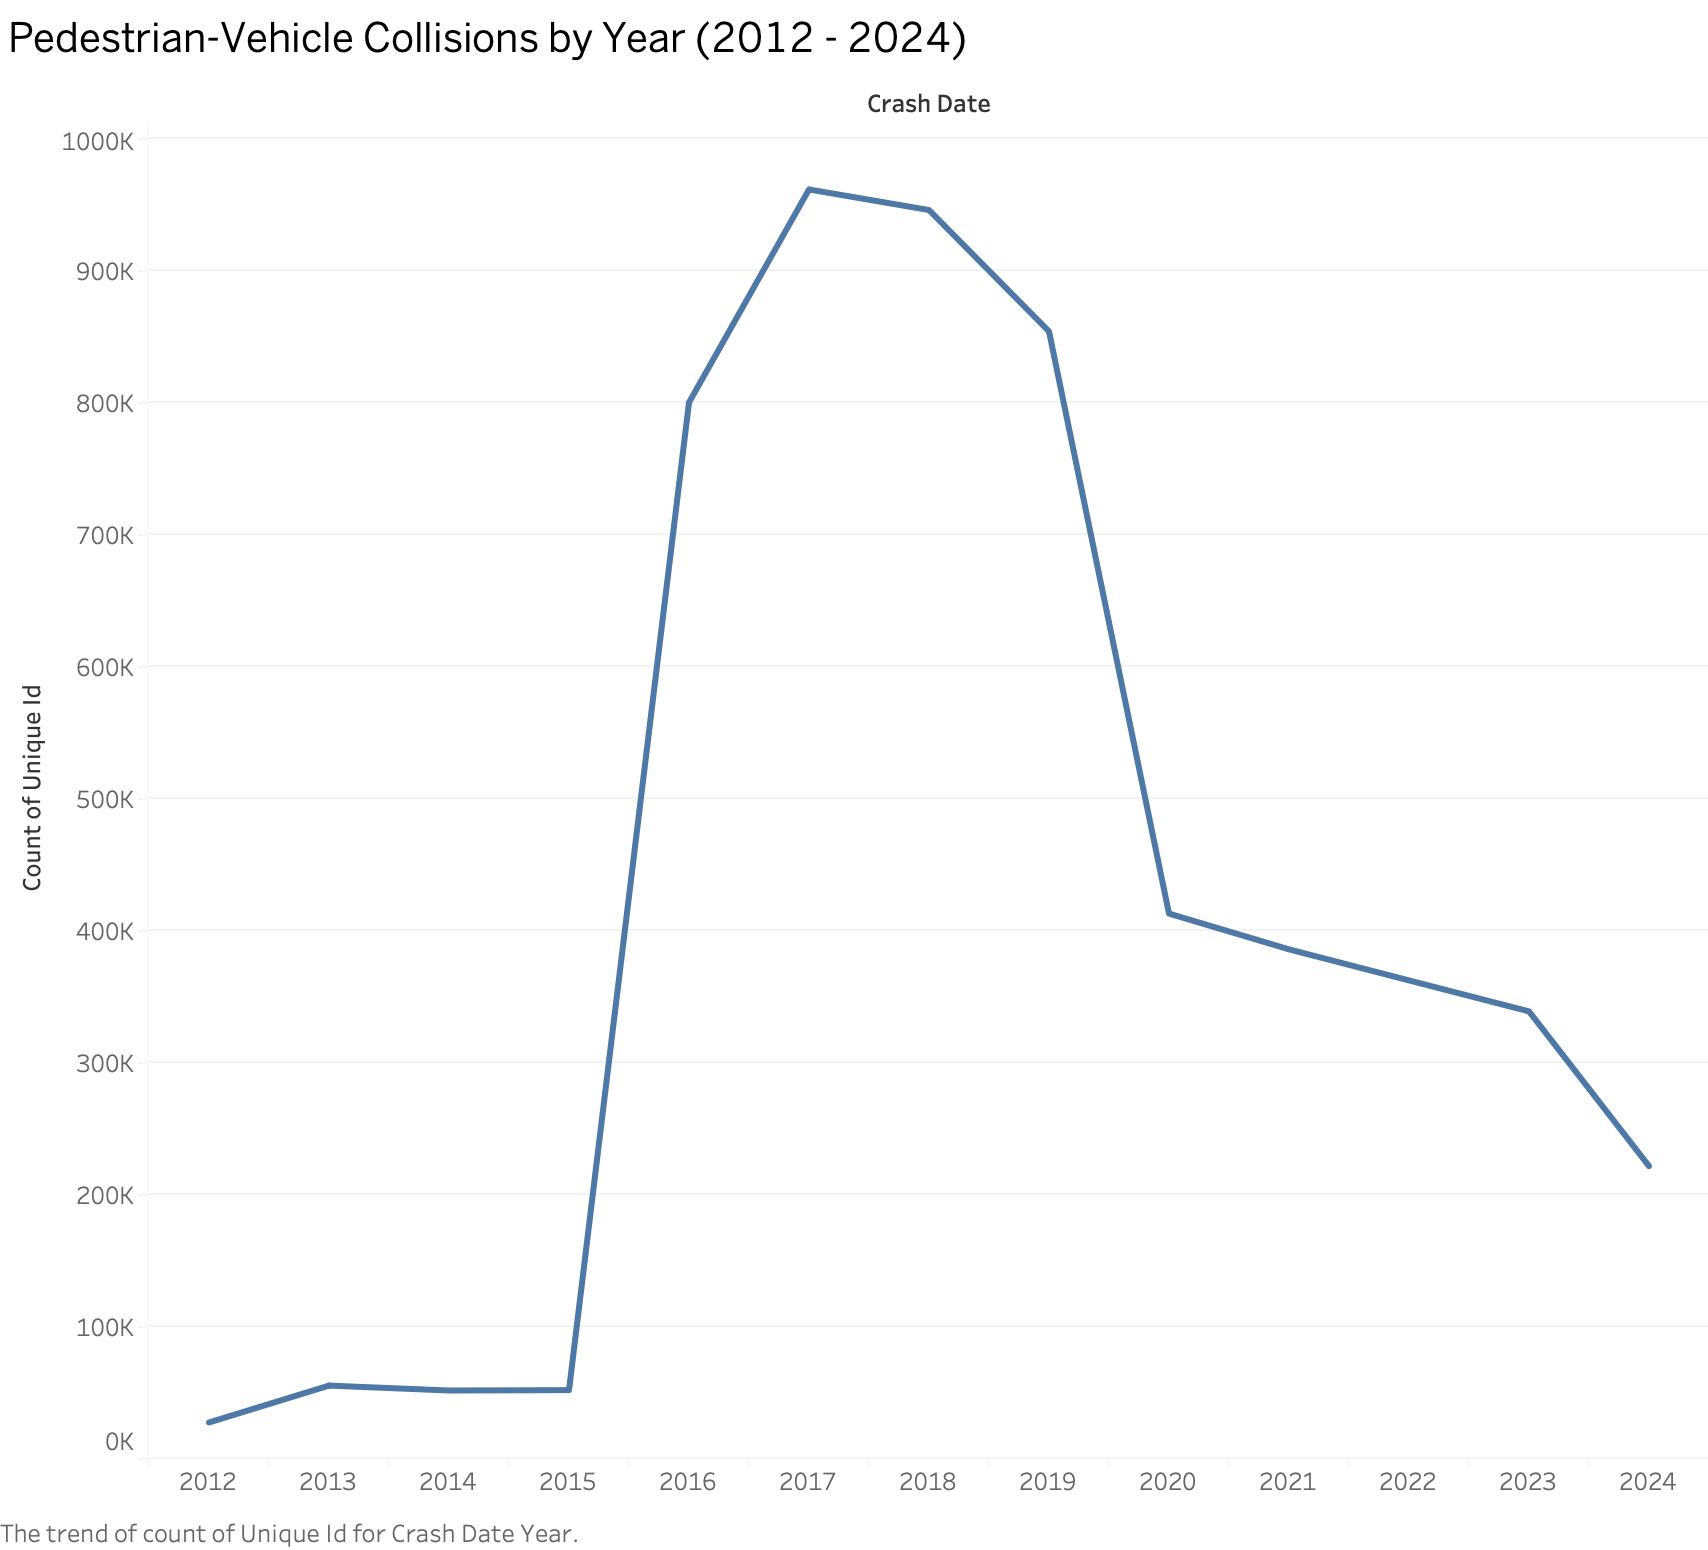 Pedestrian-Vehicle Collisions by Year (2012 - 2024)
Crash Date
1000K
900K
800K
700K
600K
500K
400K
300K
200K
100K
0K
Count of Unique Id
2012 2013 2014 2015 2016 2017 2018 2019 2020 2021 2022 2023 2024
The trend of count of Unique Id for Crash Date Year.